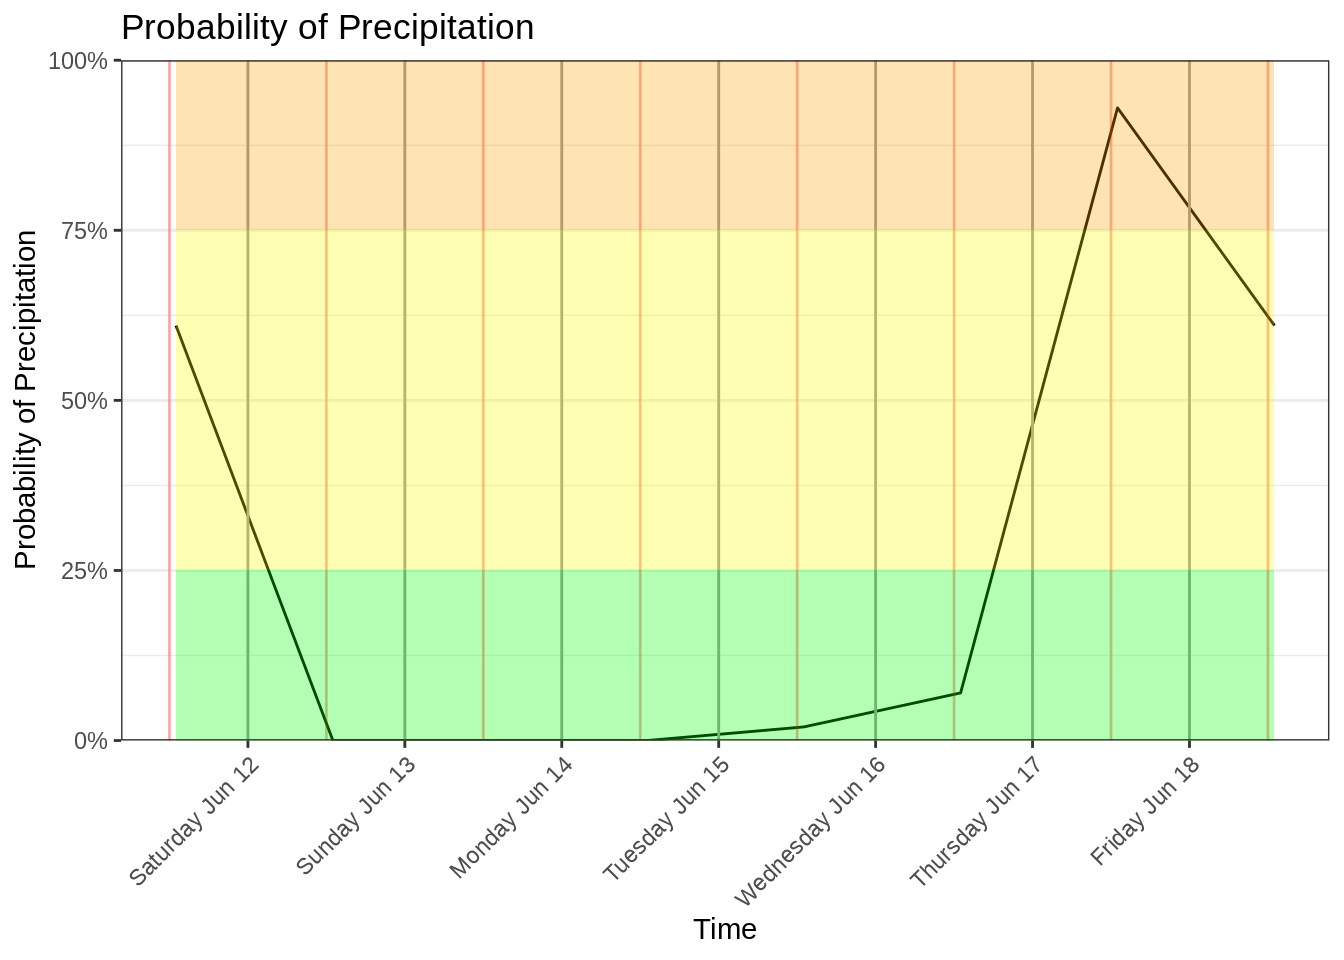 Probability of Precipitation
Probability of Precipitation
100%
75%
50%
25%
0%
Saturday Jun 12
Sunday Jun 13
Monday Jun 14
Tuesday Jun 15
Wednesday Jun 16
Thursday Jun 17
Friday Jun 18
Time